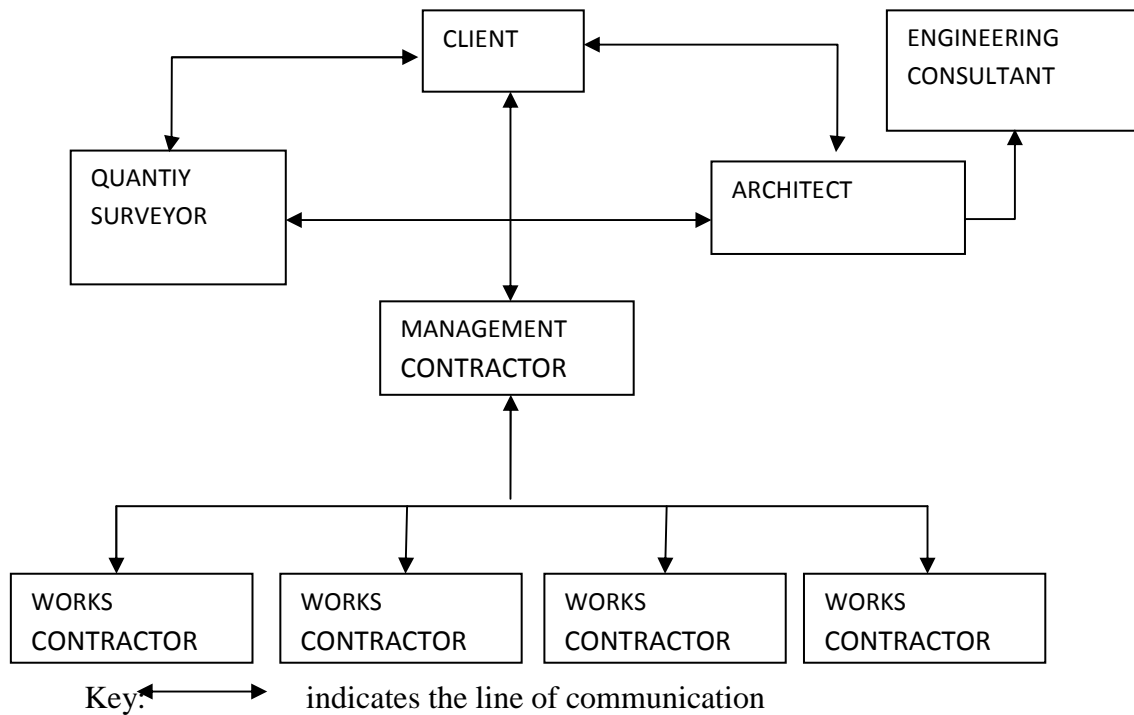 CLIENT
ENGINEERING
CONSULTANT
QUANTIY
SURVEYOR
ARCHITECT
MANAGEMENT
CONTRACTOR
WORKS
CONTRACTOR
WORKS
CONTRACTOR
WORKS
CONTRACTOR
WORKS
CONTRACTOR
Key: indicates the line of communication